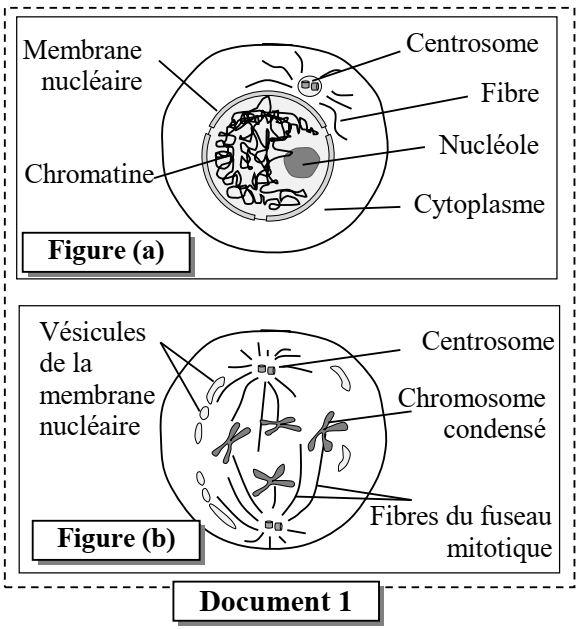 Membrane
nucléaire
Centrosome
Fibre
Nucléole
Chromatine
Cytoplasme
Figure (a)
Vésicules
de la
membrane
nucléaire
Centrosome
Chromosome
condensé
Fibres du fuseau
mitotique
Figure (b)
Document 1